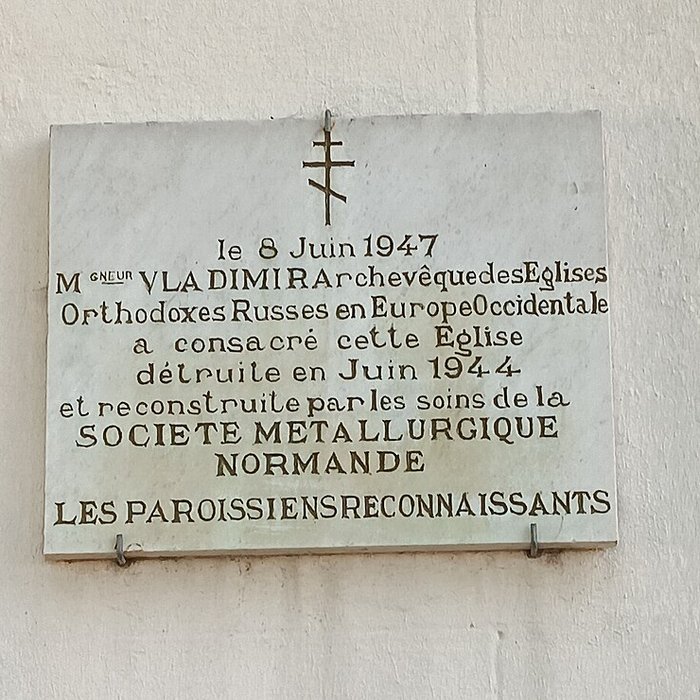 le 8 Juin 1947
Mgneur VLADIMIR Archevêque des Eglises
Orthodoxes Russes en Europe Occidentale
a consacré cette Église
détruite en Juin 1944
et reconstruite par les soins de la
SOCIETE METALLURGIQUE
NORMANDE
LES PAROISSIENS RECONNAISSANTS